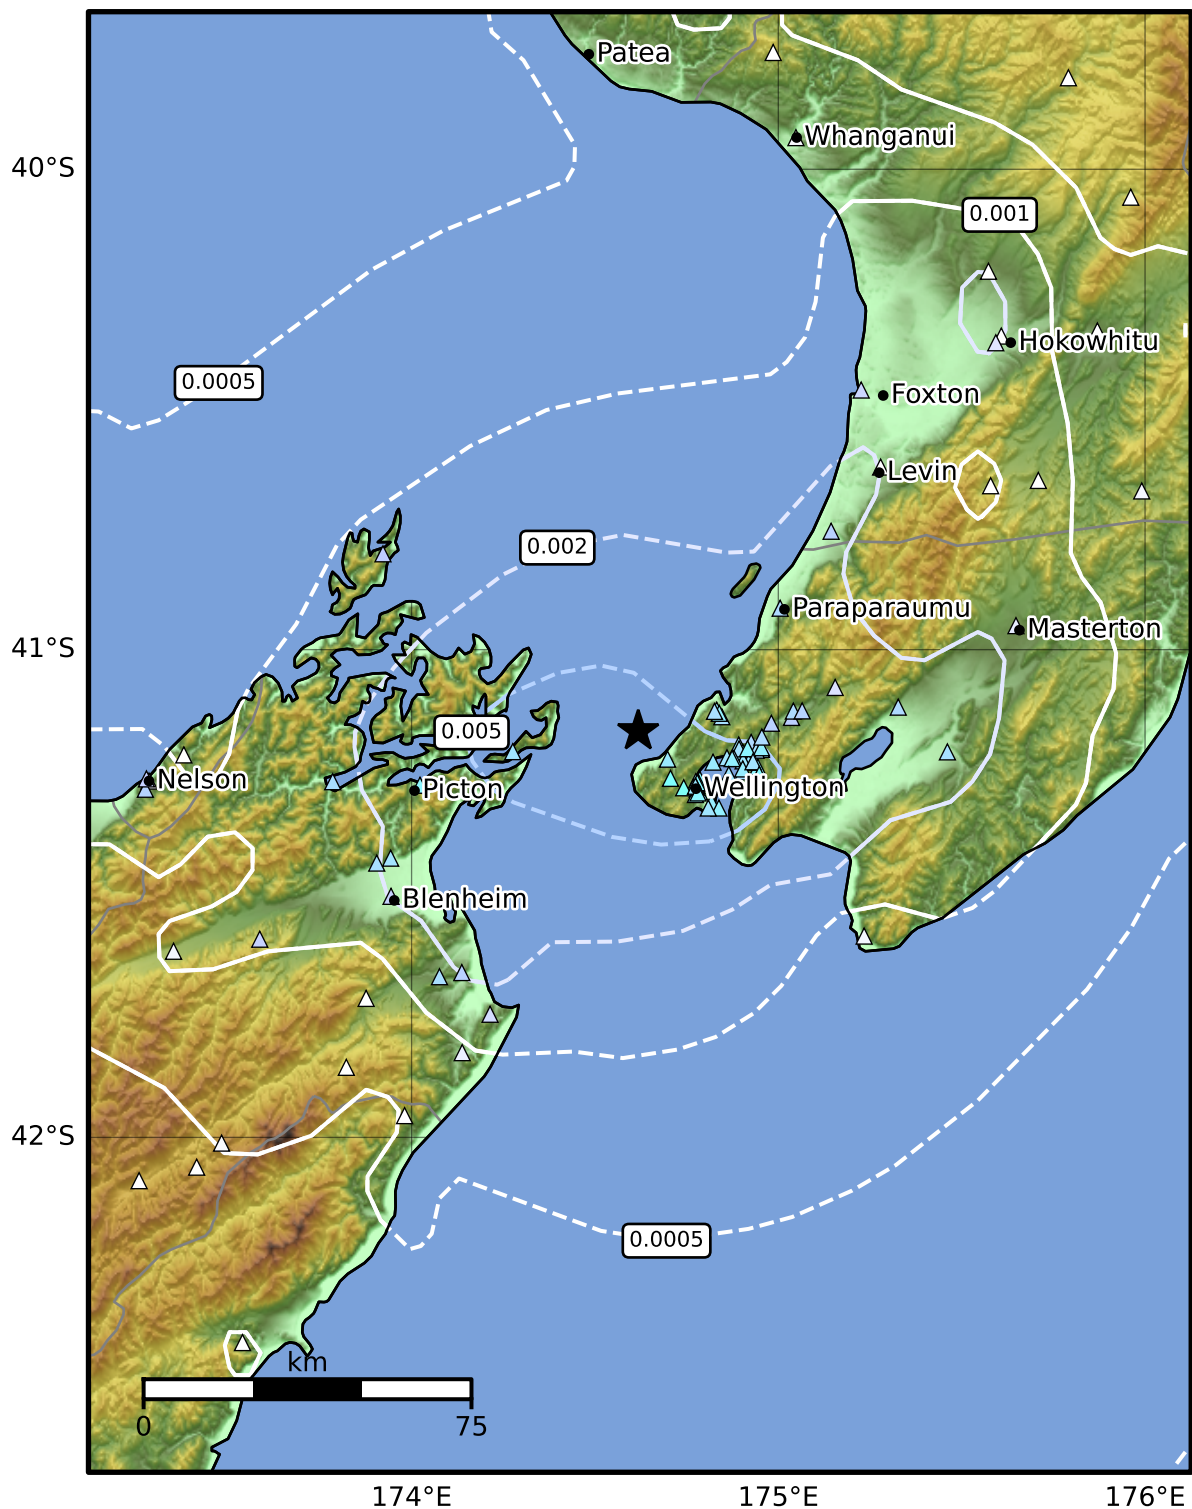 Patea
Whanganui
40°S
0.001
Hokowhitu
0.0005
Foxton
Levin
0.002
Paraparaumu
Masterton
41°S
0.005
Nelson
Picton
Wellington
Blenheim
42°S
0.0005
km
0 75
174°E 175°E 176°E